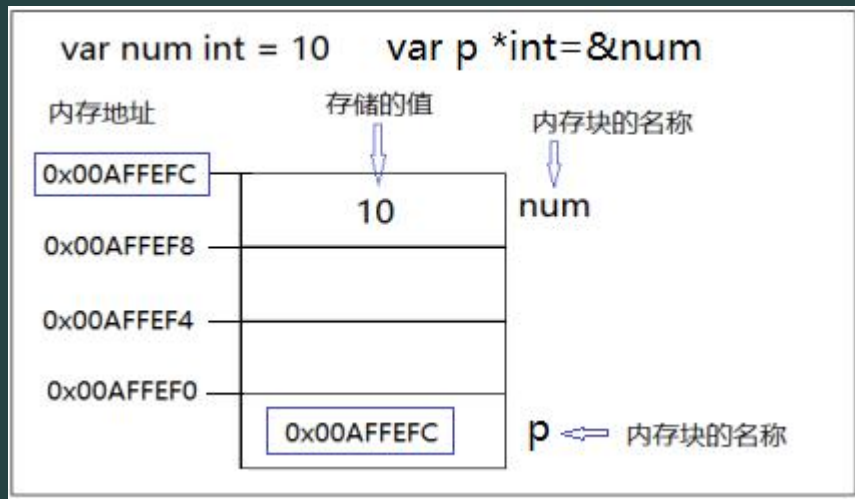 var num int = 10 var p *int=&num
内存地址 存储的值 内存块的名称
0x00AFFEFC
10 num
0x00AFFEF8
0x00AFFEF4
0x00AFFEF0
0x00AFFEFC p 内存块的名称